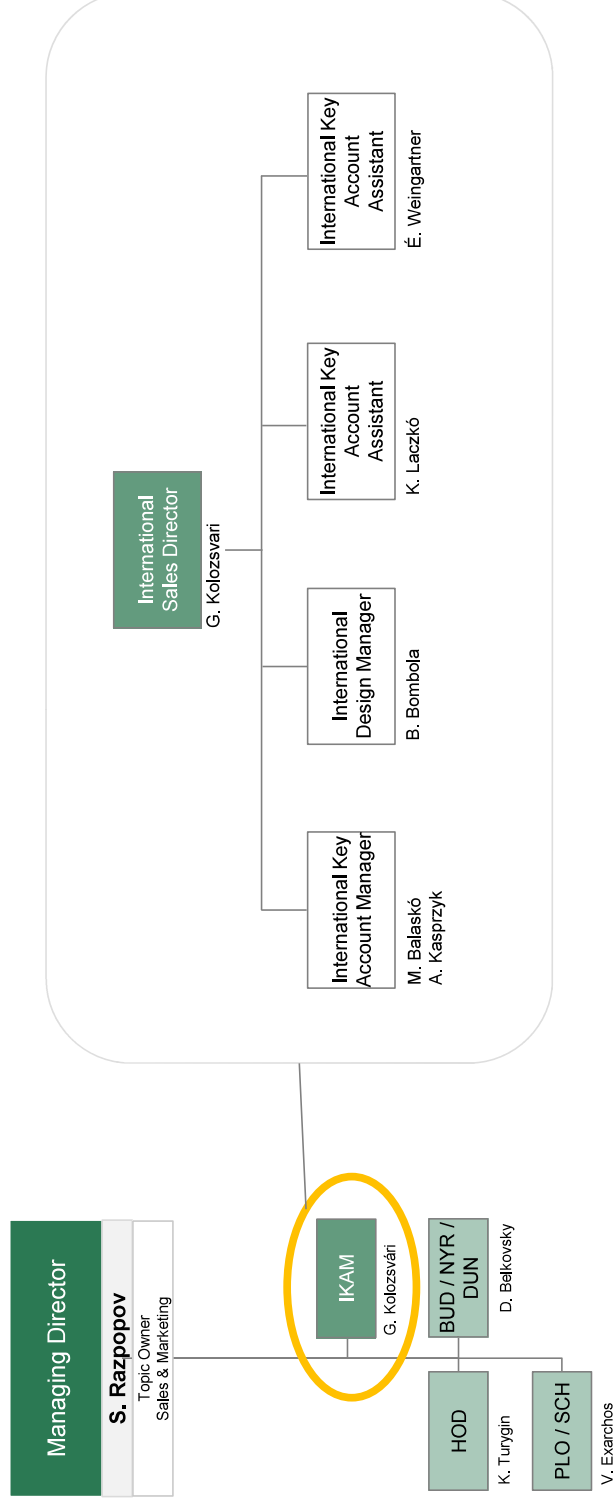 Managing Director
S. Razpopov
Topic Owner
Sales & Marketing
IKAM
G. Kolozsvári
HOD
K. Turygin
BUD / NYR /
DUN
D. Belkovsky
PLO / SCH
V. Exarchos
International
Sales Director
G. Kolozsvari
International Key
Account Manager
M. Balaskó
A. Kasprzyk
International
Design Manager
B. Bombola
International Key
Account
Assistant
K. Laczkó
International Key
Account
Assistant
É. Weingartner